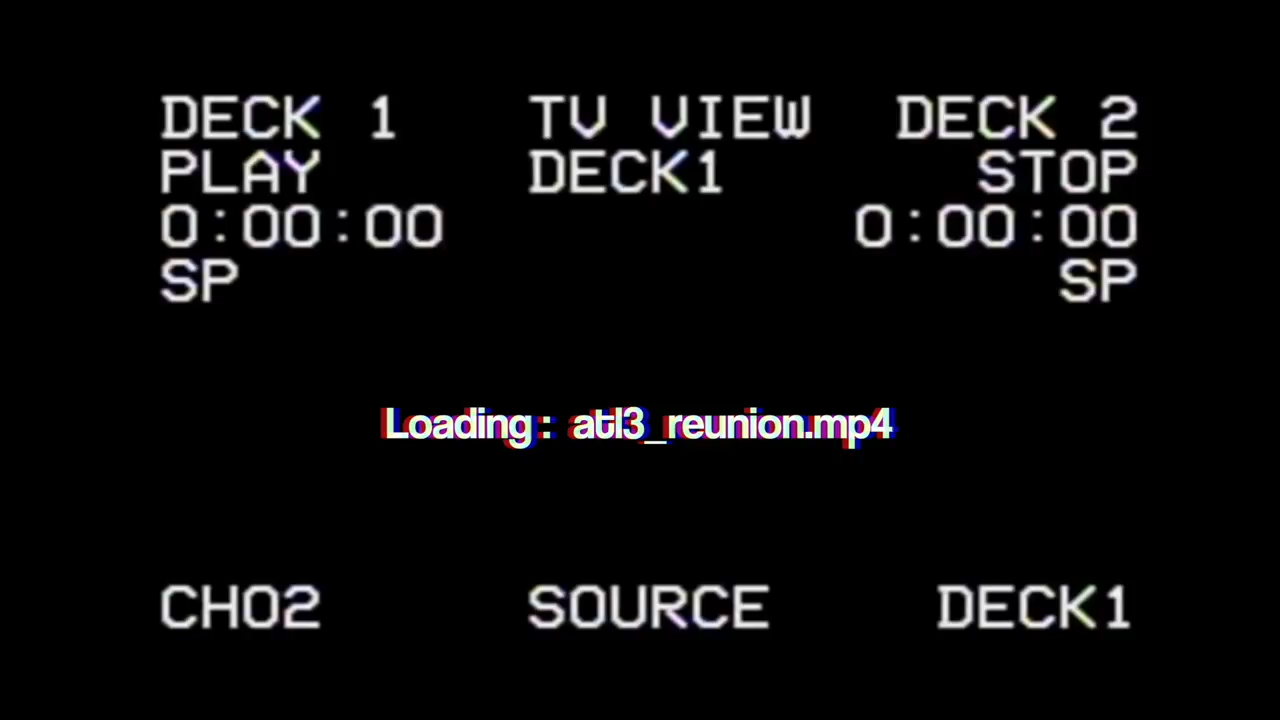 DECK 1 TV VIEW DECK 2
PLAY DECK1 STOP
0:00:00 0:00:00
SP SP
Loading : atl3_reunion.mp4
CH02 SOURCE DECK1